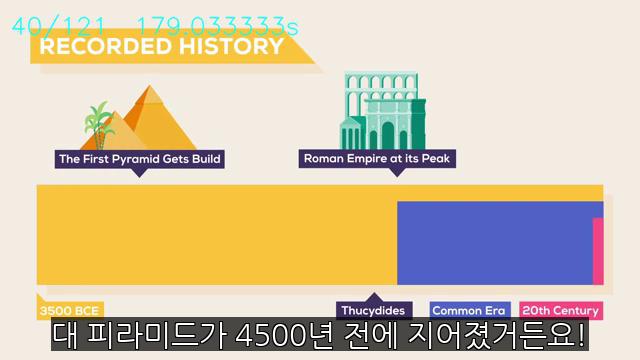 40/121 179.033333s
RECORDED HISTORY
The First Pyramid Gets Build
Roman Empire at its Peak
3500 BCE
Thucydides
Common Era
20th Century
대 피라미드가 4500년 전에 지어졌거든요!